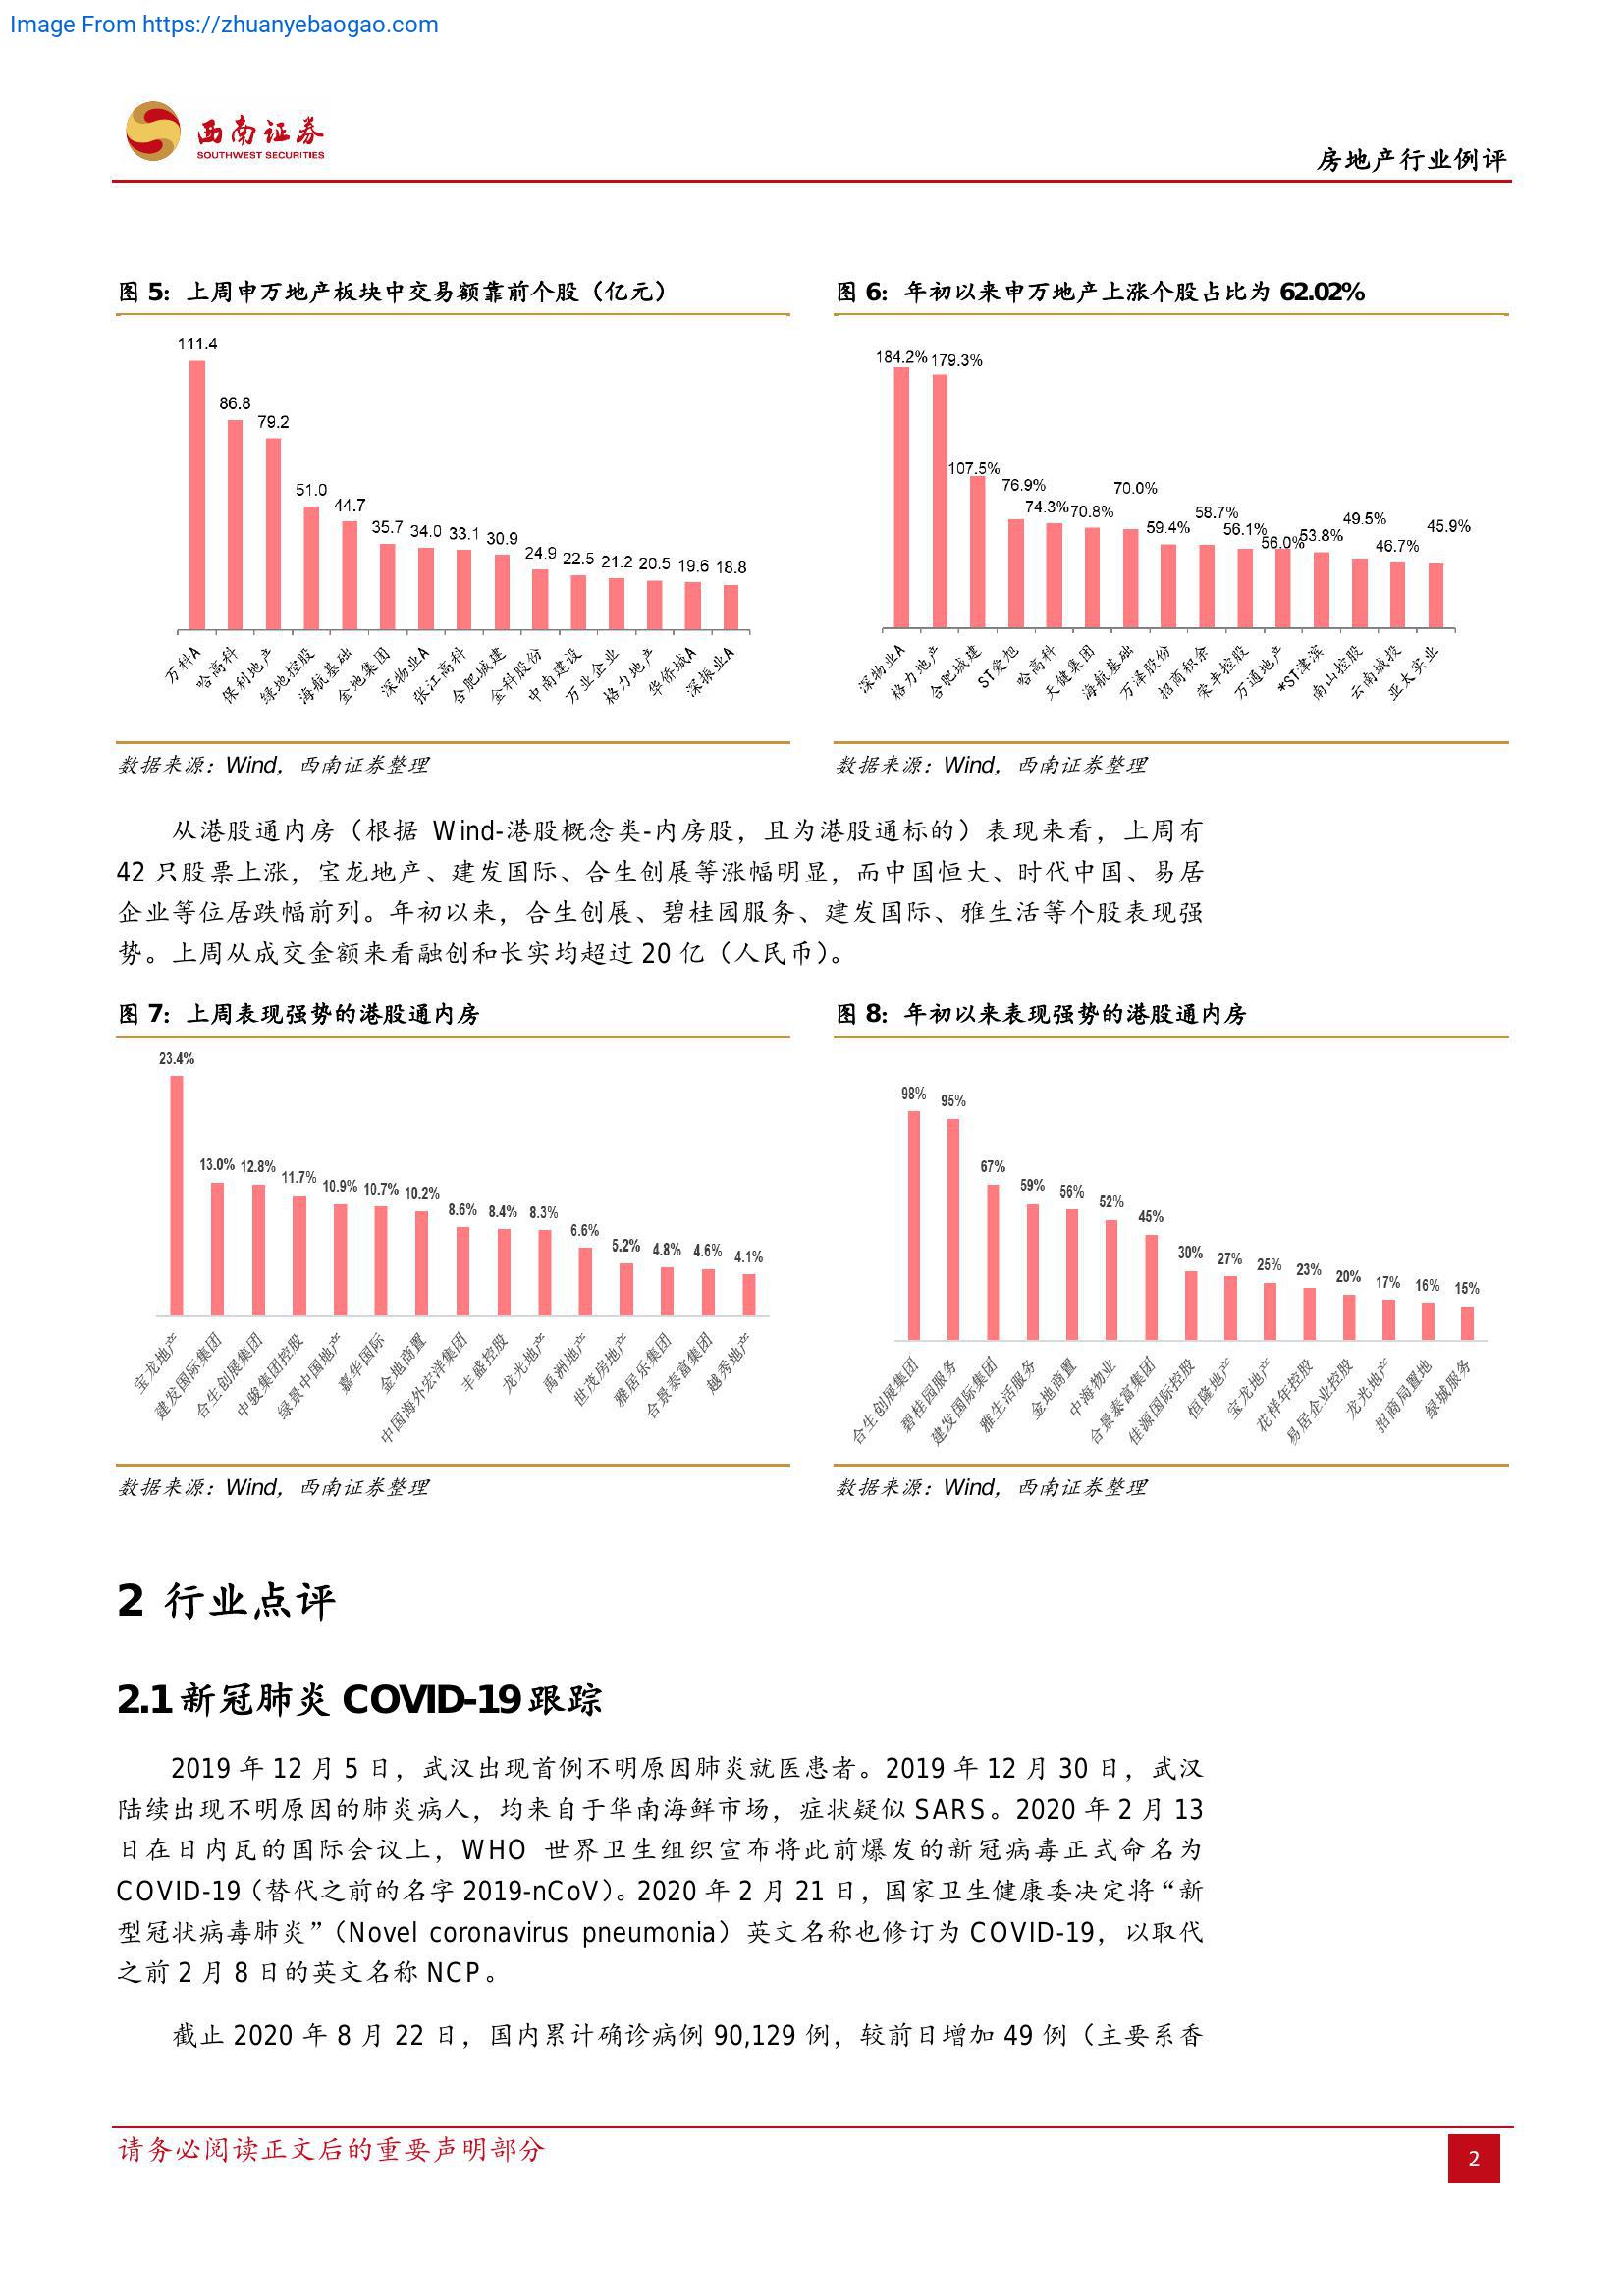 Image From https://zhuanyebaogao.com
西南证券
SOUTHWEST SECURITIES
房地产行业例评
图 5：上周申万地产板块中交易额靠前个股（亿元）
111.4
86.8
79.2
51.0
44.7
35.7
34.0
33.1
30.9
24.9
22.5
21.2
20.5
19.6
18.8
万科A
哈高科
保利地产
绿地控股
海航基础
金地集团
深物业A
张江高科
合肥城建
金科股份
中南建设
万业企业
格力地产
华侨城A
深振业A
数据来源：Wind，西南证券整理
图 6：年初以来申万地产上涨个股占比为 62.02%
184.2%
179.3%
107.5%
76.9%
74.3%
70.8%
70.0%
59.4%
58.7%
56.1%
56.0%
53.8%
49.5%
46.7%
45.9%
深物业A
格力地产
合肥城建
ST爱旭
哈高科
天健集团
海航基础
万泽股份
招商积余
荣丰控股
万通地产
*ST津滨
南山控股
云南城投
亚太实业
数据来源：Wind，西南证券整理
从港股通内房（根据 Wind-港股概念类-内房股，且为港股通标的）表现来看，上周有
42 只股票上涨，宝龙地产、建发国际、合生创展等涨幅明显，而中国恒大、时代中国、易居
企业等位居跌幅前列。年初以来，合生创展、碧桂园服务、建发国际、雅生活等个股表现强
势。上周从成交金额来看融创和长实均超过 20 亿（人民币）。
图 7：上周表现强势的港股通内房
23.4%
13.0%
12.8%
11.7%
10.9%
10.7%
10.2%
8.6%
8.4%
8.3%
6.6%
5.2%
4.8%
4.6%
4.1%
宝龙地产
建发国际集团
合生创展集团
中骏集团控股
绿景中国地产
嘉华国际
金地商置
中国海外宏洋集团
丰盛控股
龙光地产
禹洲地产
世茂房地产
雅居乐集团
合景泰富集团
越秀地产
数据来源：Wind，西南证券整理
图 8：年初以来表现强势的港股通内房
98%
95%
67%
59%
56%
52%
45%
30%
27%
25%
23%
20%
17%
16%
15%
合生创展集团
碧桂园服务
建发国际集团
雅生活服务
金地商置
中海物业
合景泰富集团
佳源国际控股
恒隆地产
宝龙地产
花样年控股
易居企业控股
龙光地产
招商局置地
绿城服务
数据来源：Wind，西南证券整理
2 行业点评
2.1 新冠肺炎 COVID-19 跟踪
2019 年 12 月 5 日，武汉出现首例不明原因肺炎就医患者。2019 年 12 月 30 日，武汉
陆续出现不明原因的肺炎病人，均来自于华南海鲜市场，症状疑似 SARS。2020 年 2 月 13
日在日内瓦的国际会议上，WHO 世界卫生组织宣布将此前爆发的新冠病毒正式命名为
COVID-19（替代之前的名字 2019-nCoV）。2020 年 2 月 21 日，国家卫生健康委决定将“新
型冠状病毒肺炎”（Novel coronavirus pneumonia）英文名称也修订为 COVID-19，以取代
之前 2 月 8 日的英文名称 NCP。
截止 2020 年 8 月 22 日，国内累计确诊病例 90,129 例，较前日增加 49 例（主要系香
请务必阅读正文后的重要声明部分
2